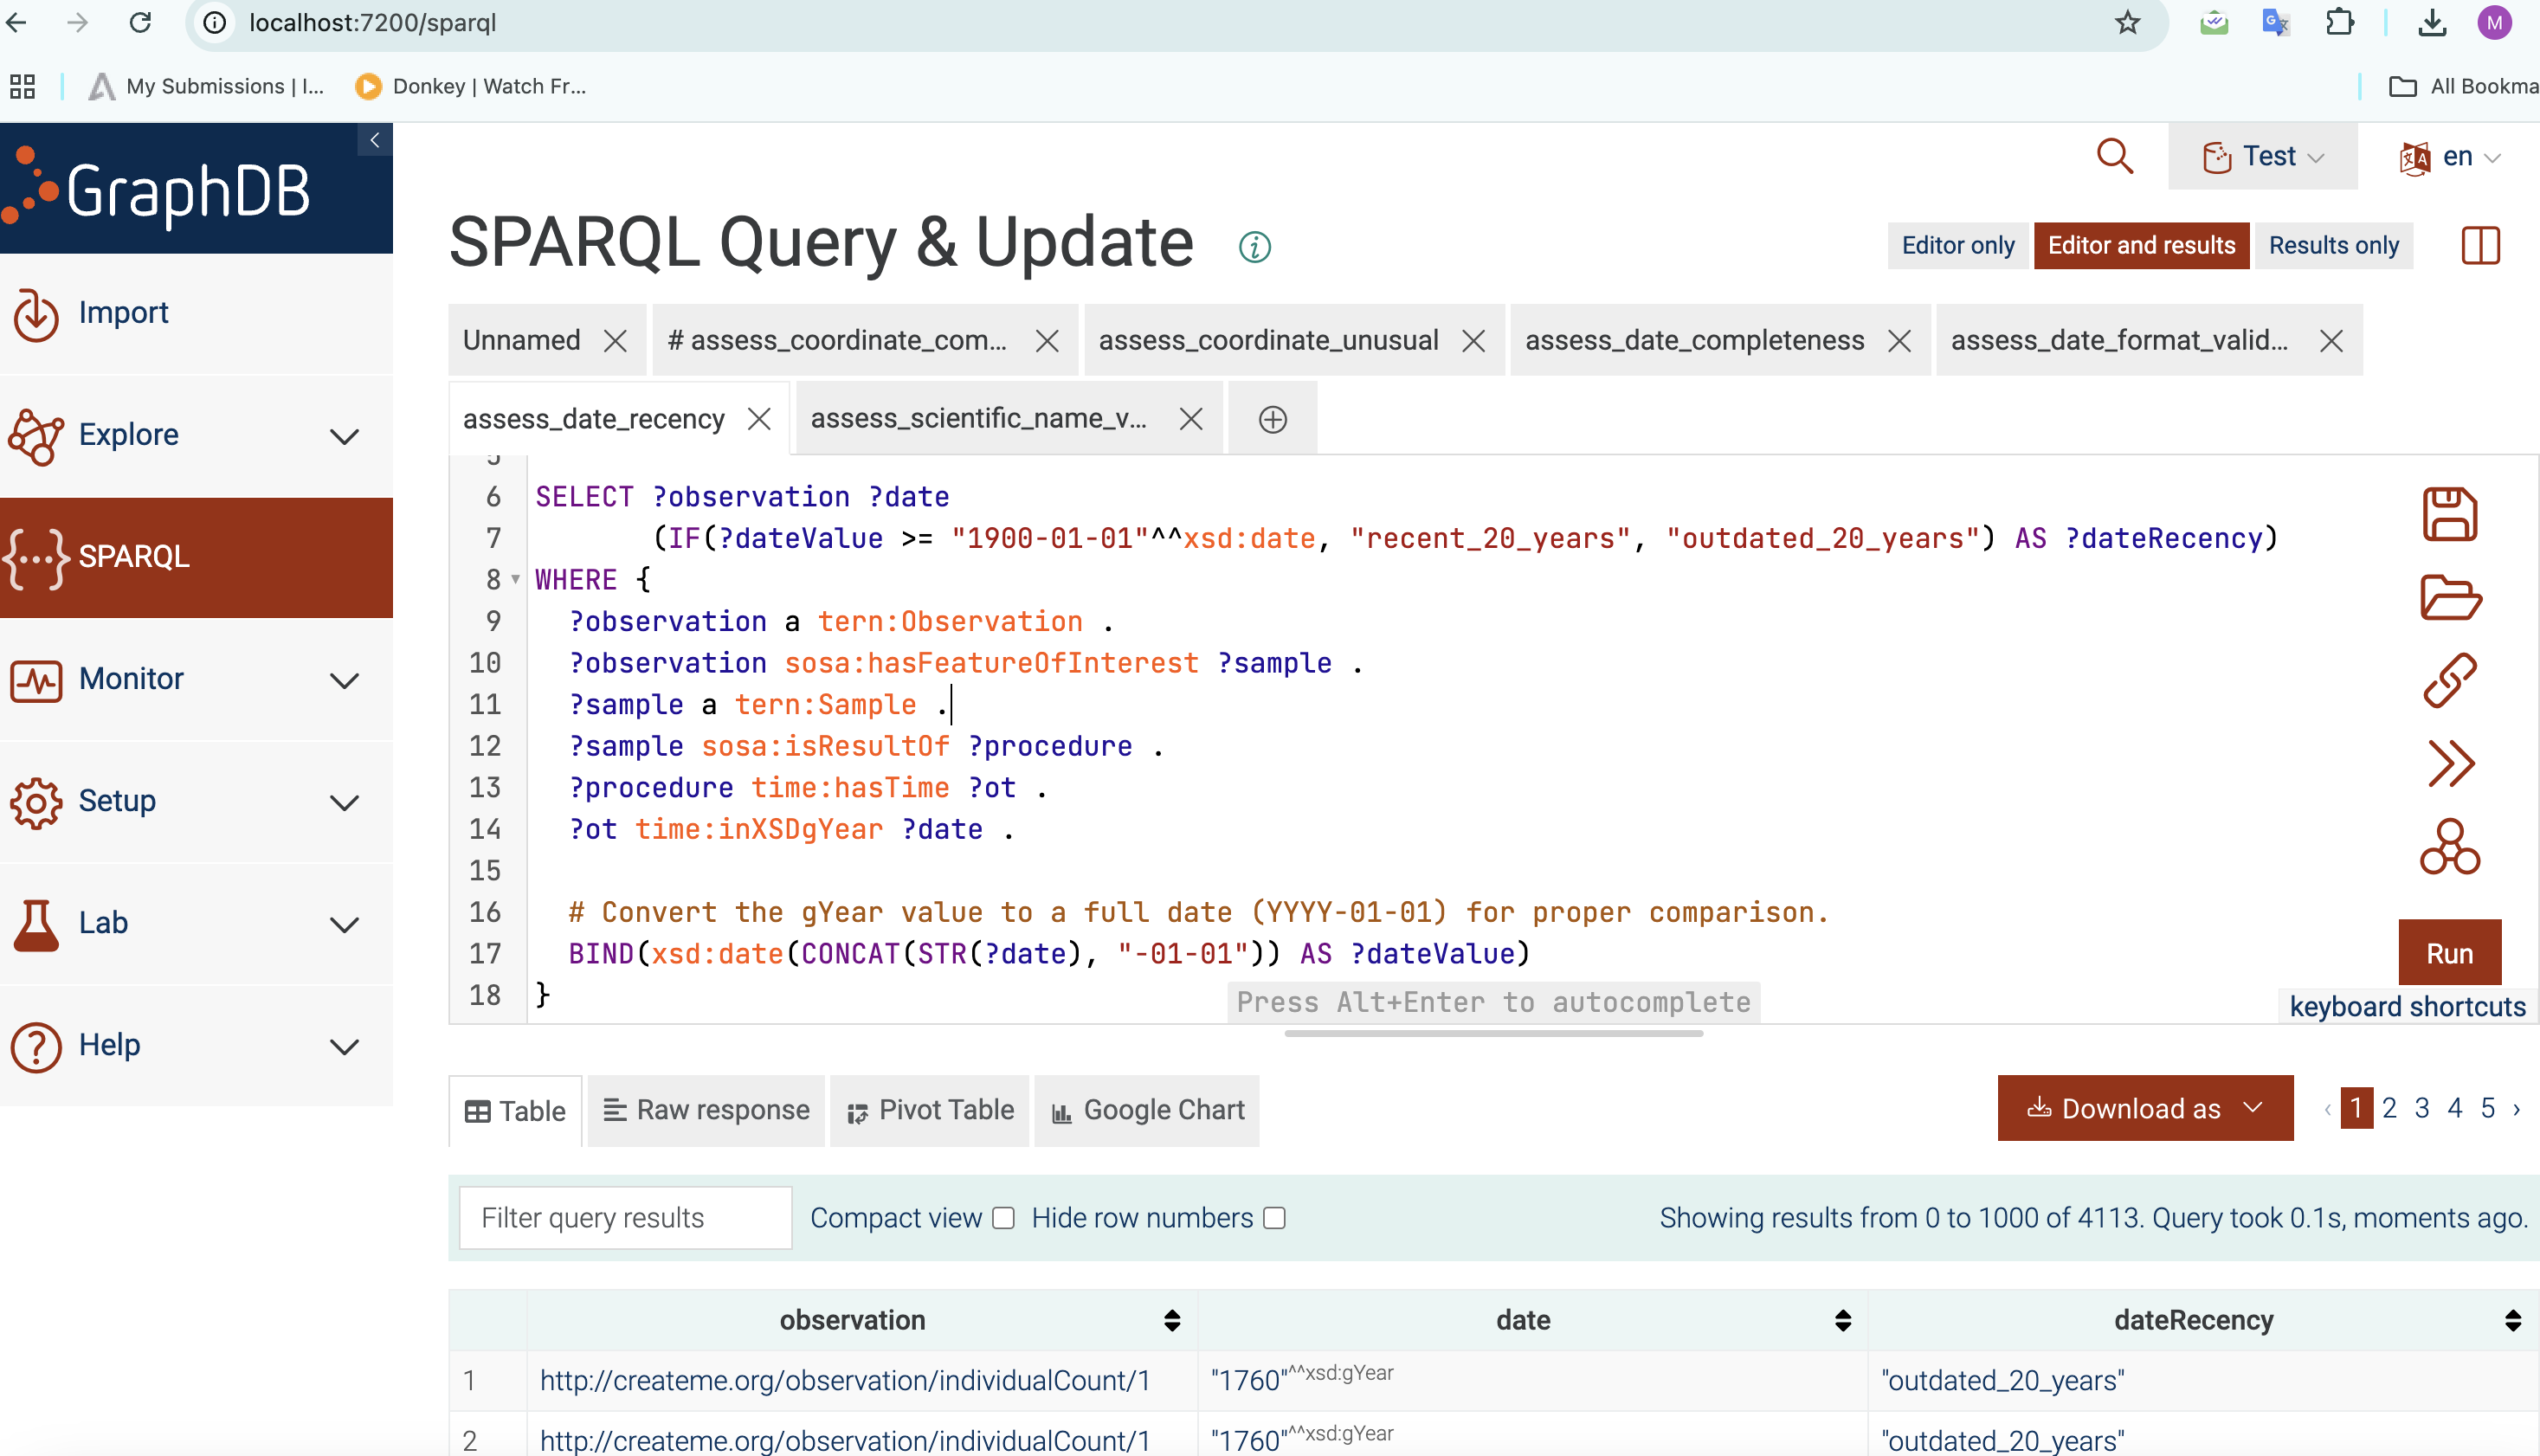 localhost:7200/sparql
M
My Submissions | I...
Donkey | Watch Fr...
All Bookma
GraphDB
Test
en
SPARQL Query & Update
Editor only
Editor and results
Results only
Import
Explore
SPARQL
Monitor
Setup
Lab
Help
Unnamed
# assess_coordinate_com...
assess_coordinate_unusual
assess_date_completeness
assess_date_format_valid...
assess_date_recency
assess_scientific_name_v...
5
6 SELECT ?observation ?date
7 (IF(?dateValue >= "1900-01-01"^^xsd:date, "recent_20_years", "outdated_20_years") AS ?dateRecency)
8 WHERE {
9 ?observation a tern:Observation .
10 ?observation sosa:hasFeatureOfInterest ?sample .
11 ?sample a tern:Sample .
12 ?sample sosa:isResultOf ?procedure .
13 ?procedure time:hasTime ?ot .
14 ?ot time:inXSDgYear ?date .
15
16 # Convert the gYear value to a full date (YYYY-01-01) for proper comparison.
17 BIND(xsd:date(CONCAT(STR(?date), "-01-01")) AS ?dateValue)
18 }
Press Alt+Enter to autocomplete
Run
keyboard shortcuts
Table
Raw response
Pivot Table
Google Chart
Download as
‹ 1 2 3 4 5 ›
Filter query results
Compact view
Hide row numbers
Showing results from 0 to 1000 of 4113. Query took 0.1s, moments ago.
observation date dateRecency
1 http://createme.org/observation/individualCount/1 "1760"^^xsd:gYear "outdated_20_years"
2 http://createme.org/observation/individualCount/1 "1760"^^xsd:gYear "outdated_20_years"